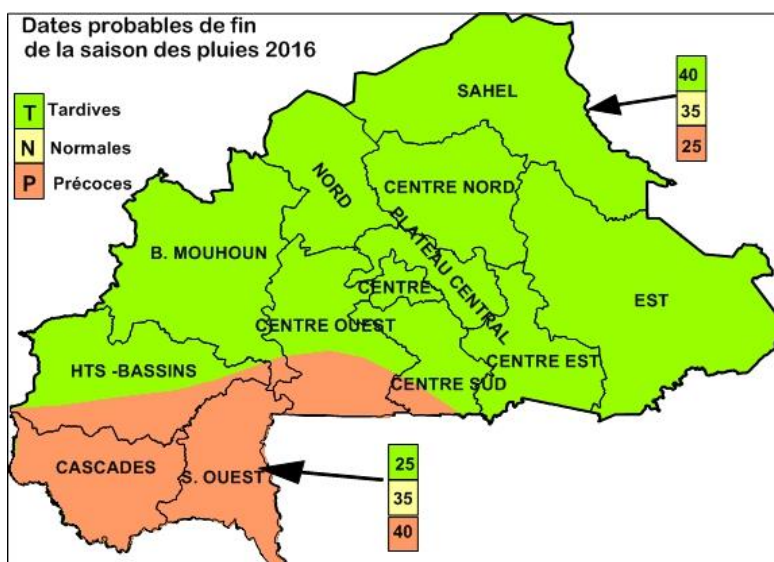 Dates probables de fin
de la saison des pluies 2016
T Tardives
N Normales
P Précoces
40
35
25
SAHEL
NORD
CENTRE NORD
PLATEAU CENTRAL
B. MOUHOUN
CENTRE
EST
CENTRE OUEST
HTS -BASSINS
CENTRE EST
CENTRE SUD
CASCADES
S. OUEST
25
35
40